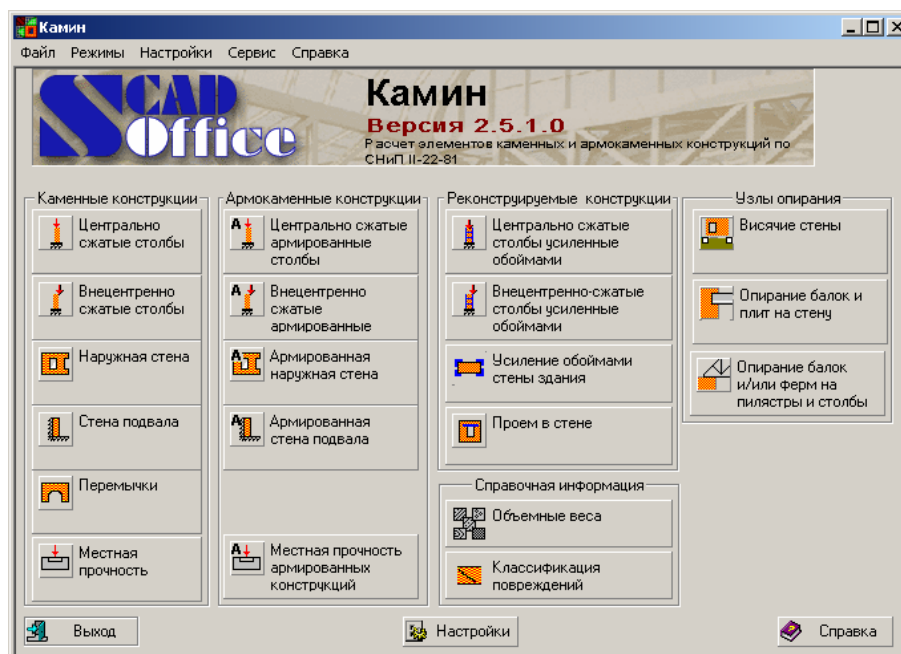 Камин
Файл Режимы Настройки Сервис Справка
SCAD Office
Камин
Версия 2.5.1.0
Расчет элементов каменных и армокаменных конструкций по
СНиП II-22-81
Каменные конструкции
Центрально
сжатые столбы
Внецентренно
сжатые столбы
Наружная стена
Стена подвала
Перемычки
Местная
прочность
Армокаменные конструкции
A
Центрально сжатые
армированные
столбы
A
Внецентренно
сжатые
армированные
A
Армированная
наружная стена
A
Армированная
стена подвала
A
Местная прочность
армированных
конструкций
Реконструируемые конструкции
Центрально сжатые
столбы усиленные
обоймами
Внецентренно-сжатые
столбы усиленные
обоймами
Усиление обоймами
стены здания
Проем в стене
Справочная информация
Объемные веса
Классификация
повреждений
Узлы опирания
Висячие стены
Опирание балок и
плит на стену
Опирание балок
и/или ферм на
пилястры и столбы
Выход
Настройки
Справка